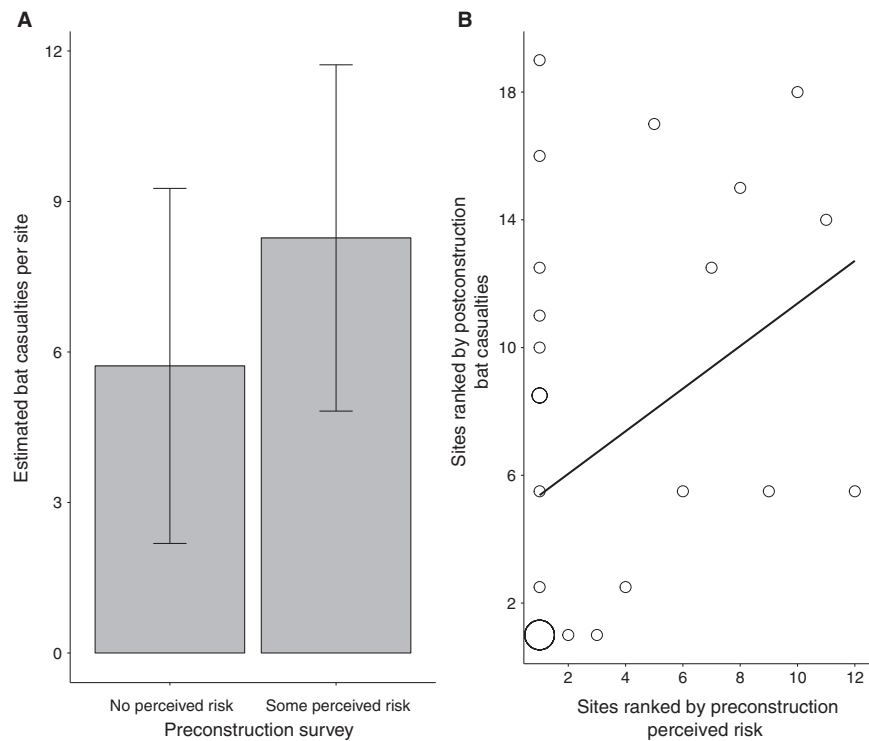 A
Estimated bat casualties per site
12
9
6
3
0
No perceived risk
Some perceived risk
Preconstruction survey
B
Sites ranked by postconstruction
bat casualties
18
14
10
6
2
2 4 6 8 10 12
Sites ranked by preconstruction
perceived risk